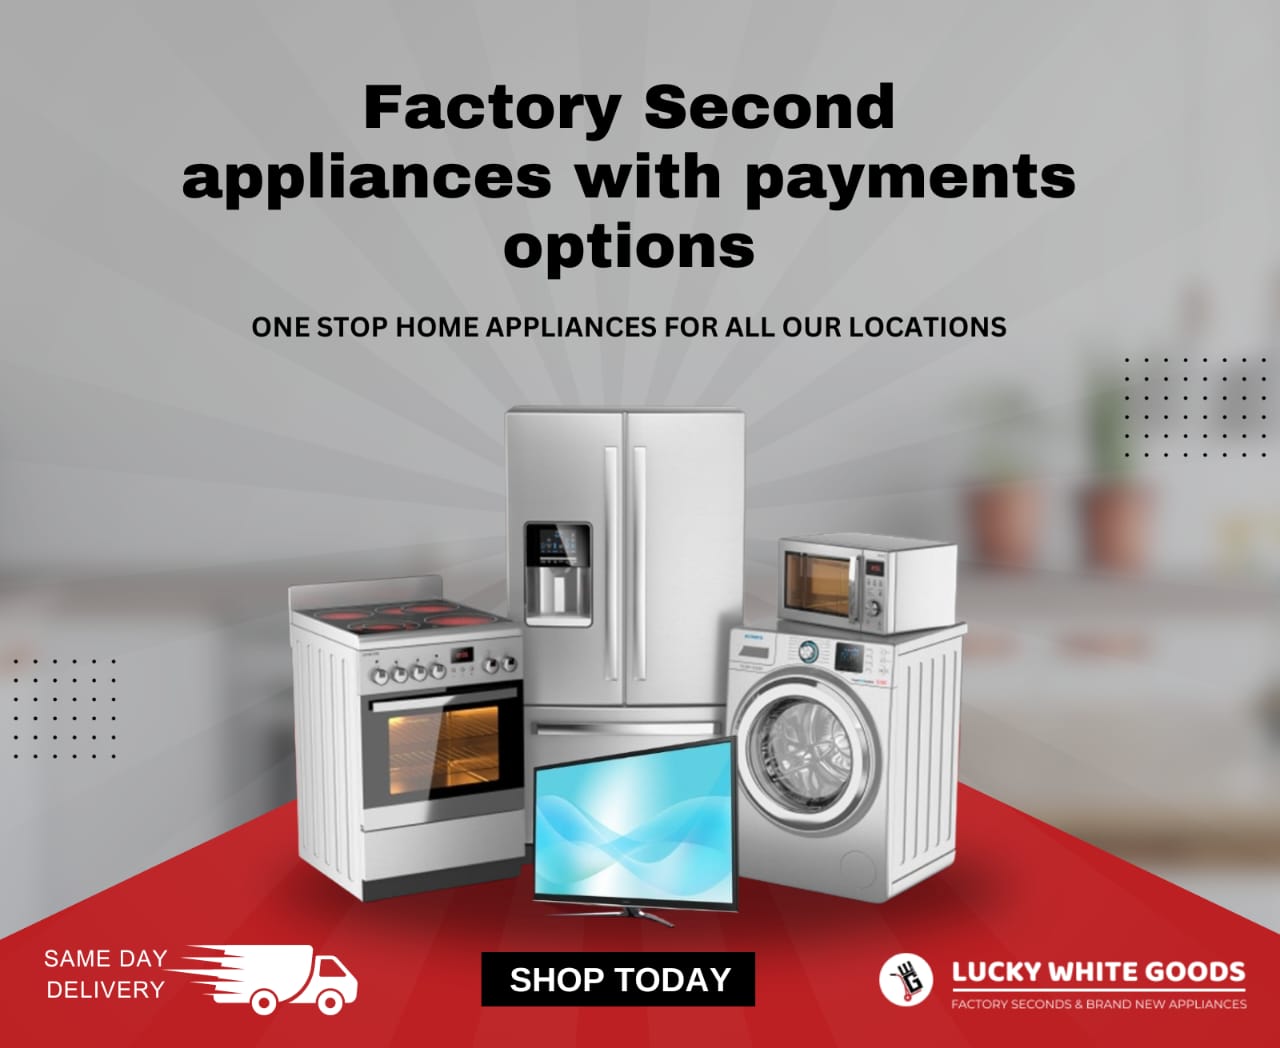 Factory Second
appliances with payments
options
ONE STOP HOME APPLIANCES FOR ALL OUR LOCATIONS
SAME DAY
DELIVERY
SHOP TODAY
LUCKY WHITE GOODS
FACTORY SECONDS & BRAND NEW APPLIANCES